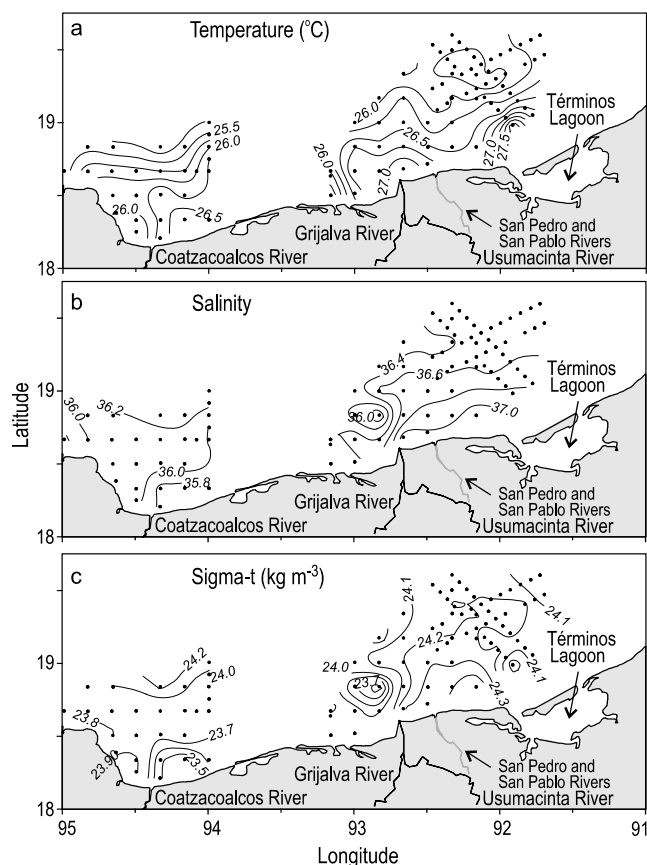 a
Temperature (°C)
25.5
26.0
26.0
26.5
26.0
26.5
26.0
27.0
27.0
27.5
19
18
Términos
Lagoon
San Pedro and
San Pablo Rivers
Grijalva River
Usumacinta River
Coatzacoalcos River
b
Salinity
36.4
36.6
36.2
36.0
36.0
37.0
36.0
35.8
19
18
Latitude
Términos
Lagoon
San Pedro and
San Pablo Rivers
Grijalva River
Usumacinta River
Coatzacoalcos River
c
Sigma-t (kg m-3)
24.1
24.1
24.2
24.2
24.0
24.0
24.1
24.3
23.8
23.7
23.9
23.5
19
18
Términos
Lagoon
San Pedro and
San Pablo Rivers
Grijalva River
Usumacinta River
Coatzacoalcos River
95
94
93
92
91
Longitude